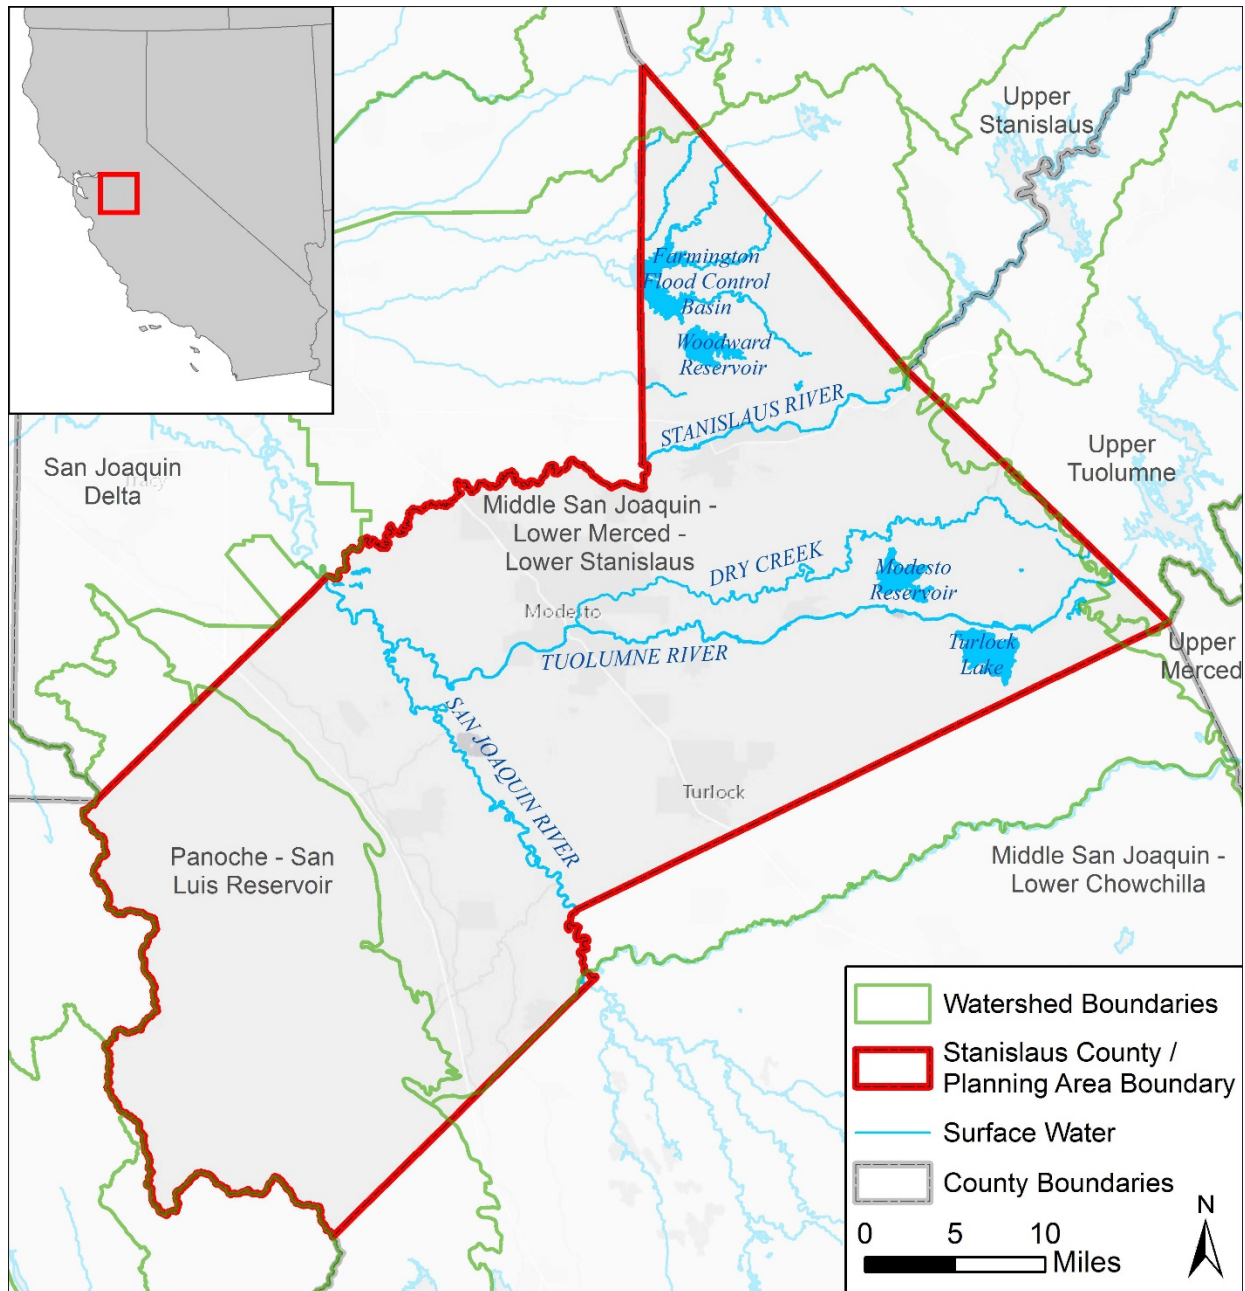 Upper
Stanislaus
Farmington
Flood Control
Basin
Woodward
Reservoir
STANISLAUS RIVER
San Joaquin
Delta
Tracy
Upper
Tuolumne
Middle San Joaquin -
Lower Merced -
Lower Stanislaus
DRY CREEK
Modesto
Reservoir
Modesto
TUOLUMNE RIVER
Turlock
Lake
Upper
Merced
SAN JOAQUIN RIVER
Turlock
Panoche - San
Luis Reservoir
Middle San Joaquin -
Lower Chowchilla
Watershed Boundaries
Stanislaus County /
Planning Area Boundary
Surface Water
County Boundaries
N
0 5 10
Miles